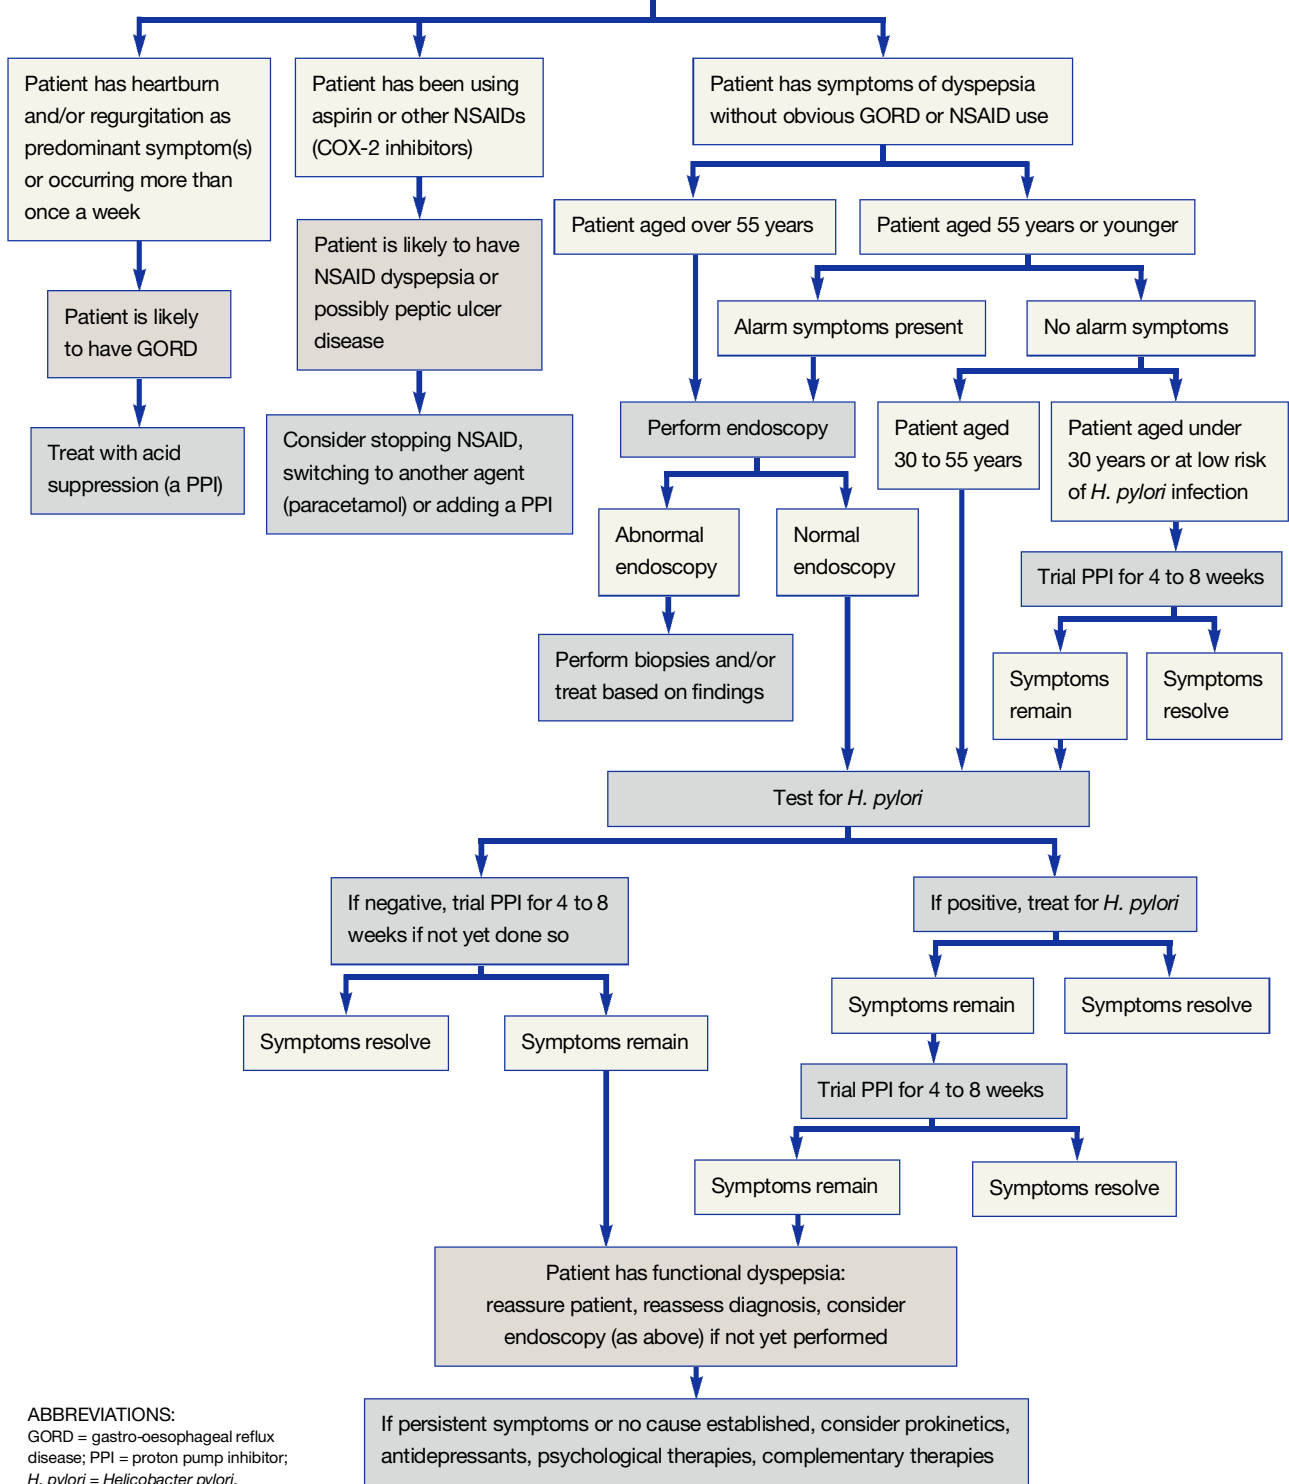 Patient has heartburn
and/or regurgitation as
predominant symptom(s)
or occurring more than
once a week
Patient is likely
to have GORD
Treat with acid
suppression (a PPI)
Patient has been using
aspirin or other NSAIDs
(COX-2 inhibitors)
Patient is likely to have
NSAID dyspepsia or
possibly peptic ulcer
disease
Consider stopping NSAID,
switching to another agent
(paracetamol) or adding a PPI
Patient has symptoms of dyspepsia
without obvious GORD or NSAID use
Patient aged over 55 years
Patient aged 55 years or younger
Alarm symptoms present
No alarm symptoms
Perform endoscopy
Patient aged
30 to 55 years
Patient aged under
30 years or at low risk
of H. pylori infection
Abnormal
endoscopy
Normal
endoscopy
Trial PPI for 4 to 8 weeks
Perform biopsies and/or
treat based on findings
Symptoms
remain
Symptoms
resolve
Test for H. pylori
If negative, trial PPI for 4 to 8
weeks if not yet done so
If positive, treat for H. pylori
Symptoms resolve
Symptoms remain
Symptoms remain
Symptoms resolve
Trial PPI for 4 to 8 weeks
Symptoms remain
Symptoms resolve
Patient has functional dyspepsia:
reassure patient, reassess diagnosis, consider
endoscopy (as above) if not yet performed
If persistent symptoms or no cause established, consider prokinetics,
antidepressants, psychological therapies, complementary therapies
ABBREVIATIONS:
GORD = gastro-oesophageal reflux
disease; PPI = proton pump inhibitor;
H. pylori = Helicobacter pylori.